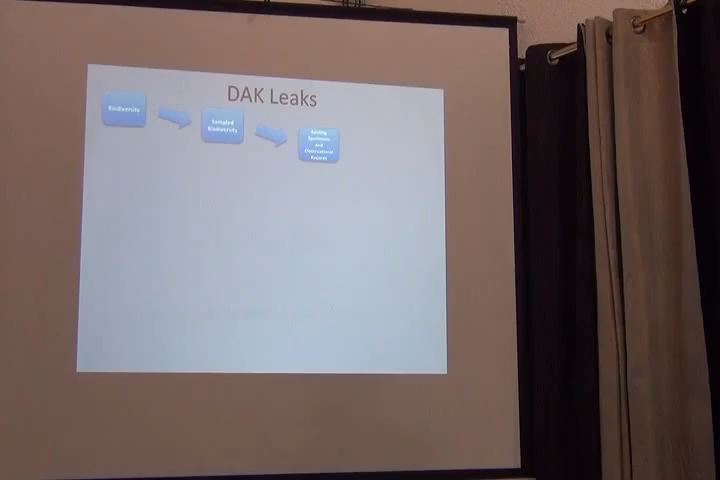 DAK Leaks
Biodiversity
Sampled
Biodiversity
Existing
Specimens
and
Observational
Records